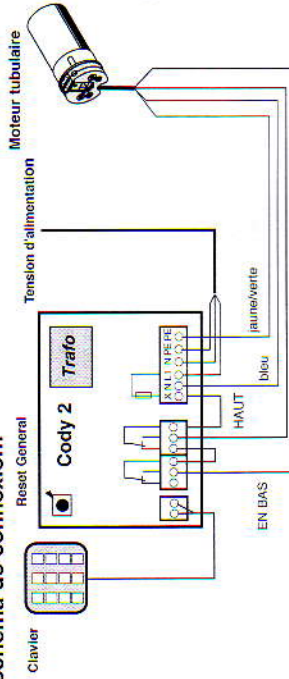 schéma de connexion:
Reset General
Tension d'alimentation
Moteur tubulaire
Clavier
Cody 2
Trafo
X N L1 N PE PE
HAUT
EN BAS
bleu
jaune/verte